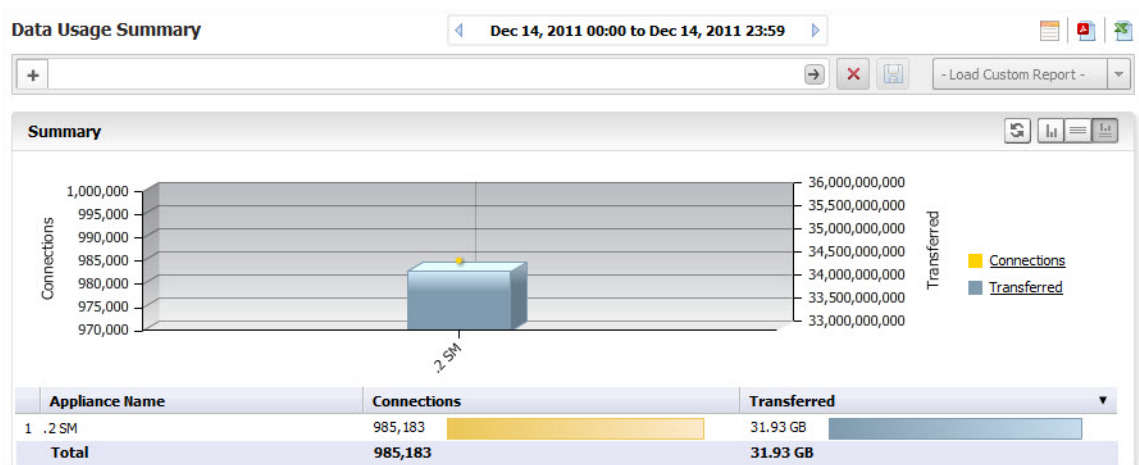 Data Usage Summary
Dec 14, 2011 00:00 to Dec 14, 2011 23:59
- Load Custom Report -
Summary
Connections
1,000,000
995,000
990,000
985,000
980,000
975,000
970,000
36,000,000,000
35,500,000,000
35,000,000,000
34,500,000,000
34,000,000,000
33,500,000,000
33,000,000,000
Transferred
Connections
Transferred
.2 SM
Appliance Name Connections Transferred
1 .2 SM 985,183 31.93 GB
Total 985,183 31.93 GB